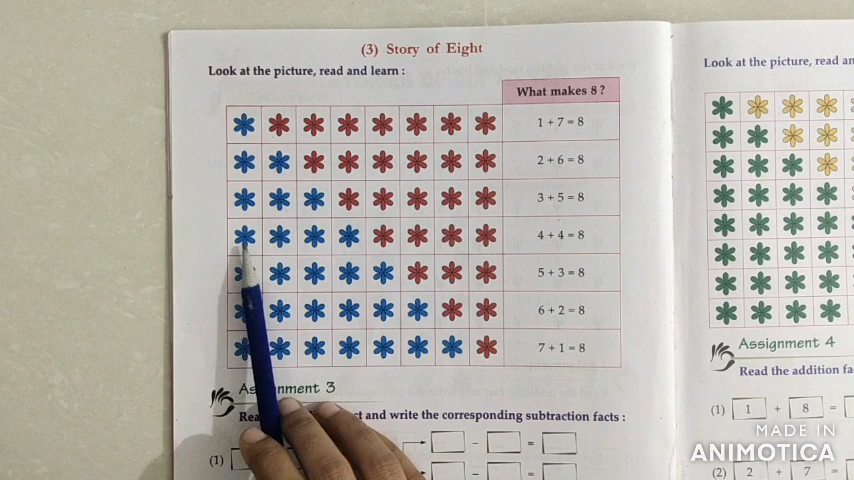 (3) Story of Eight
Look at the picture, read and learn :
What makes 8 ?
1 + 7 = 8
2 + 6 = 8
3 + 5 = 8
4 + 4 = 8
5 + 3 = 8
6 + 2 = 8
7 + 1 = 8
Assignment 3
and write the corresponding subtraction facts :
(1)
– =
– =
Look at the picture, read
Assignment 4
Read the addition
(1) 1 + 8 =
(2) 2 + 7 =
MADE IN
ANIMOTICA